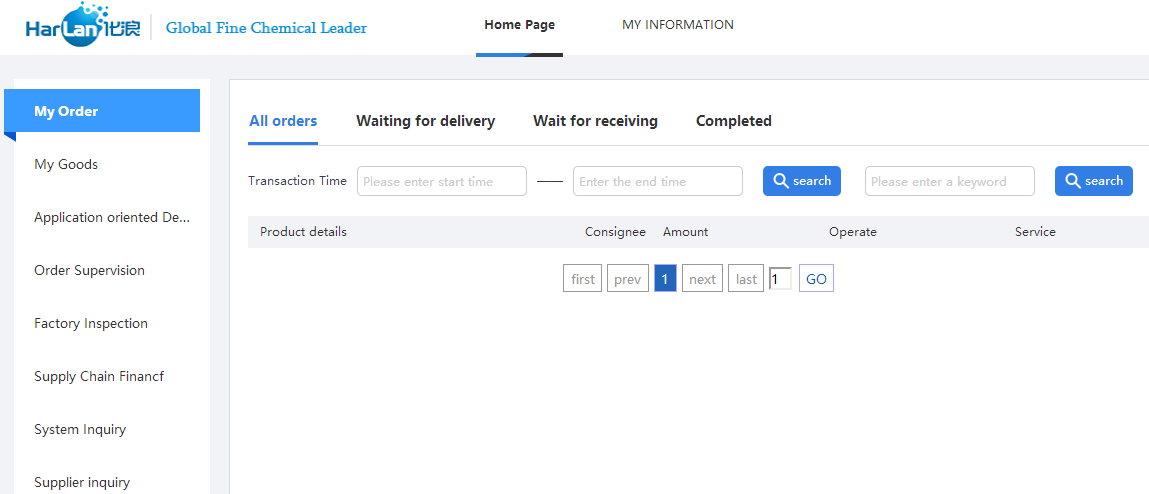 HarLan化浪 Global Fine Chemical Leader Home Page MY INFORMATION
My Order
My Goods
Application oriented De...
Order Supervision
Factory Inspection
Supply Chain Financf
System Inquiry
Supplier inquiry
All orders Waiting for delivery Wait for receiving Completed
Transaction Time Please enter start time —— Enter the end time search Please enter a keyword search
Product details Consignee Amount Operate Service
first prev 1 next last 1 GO